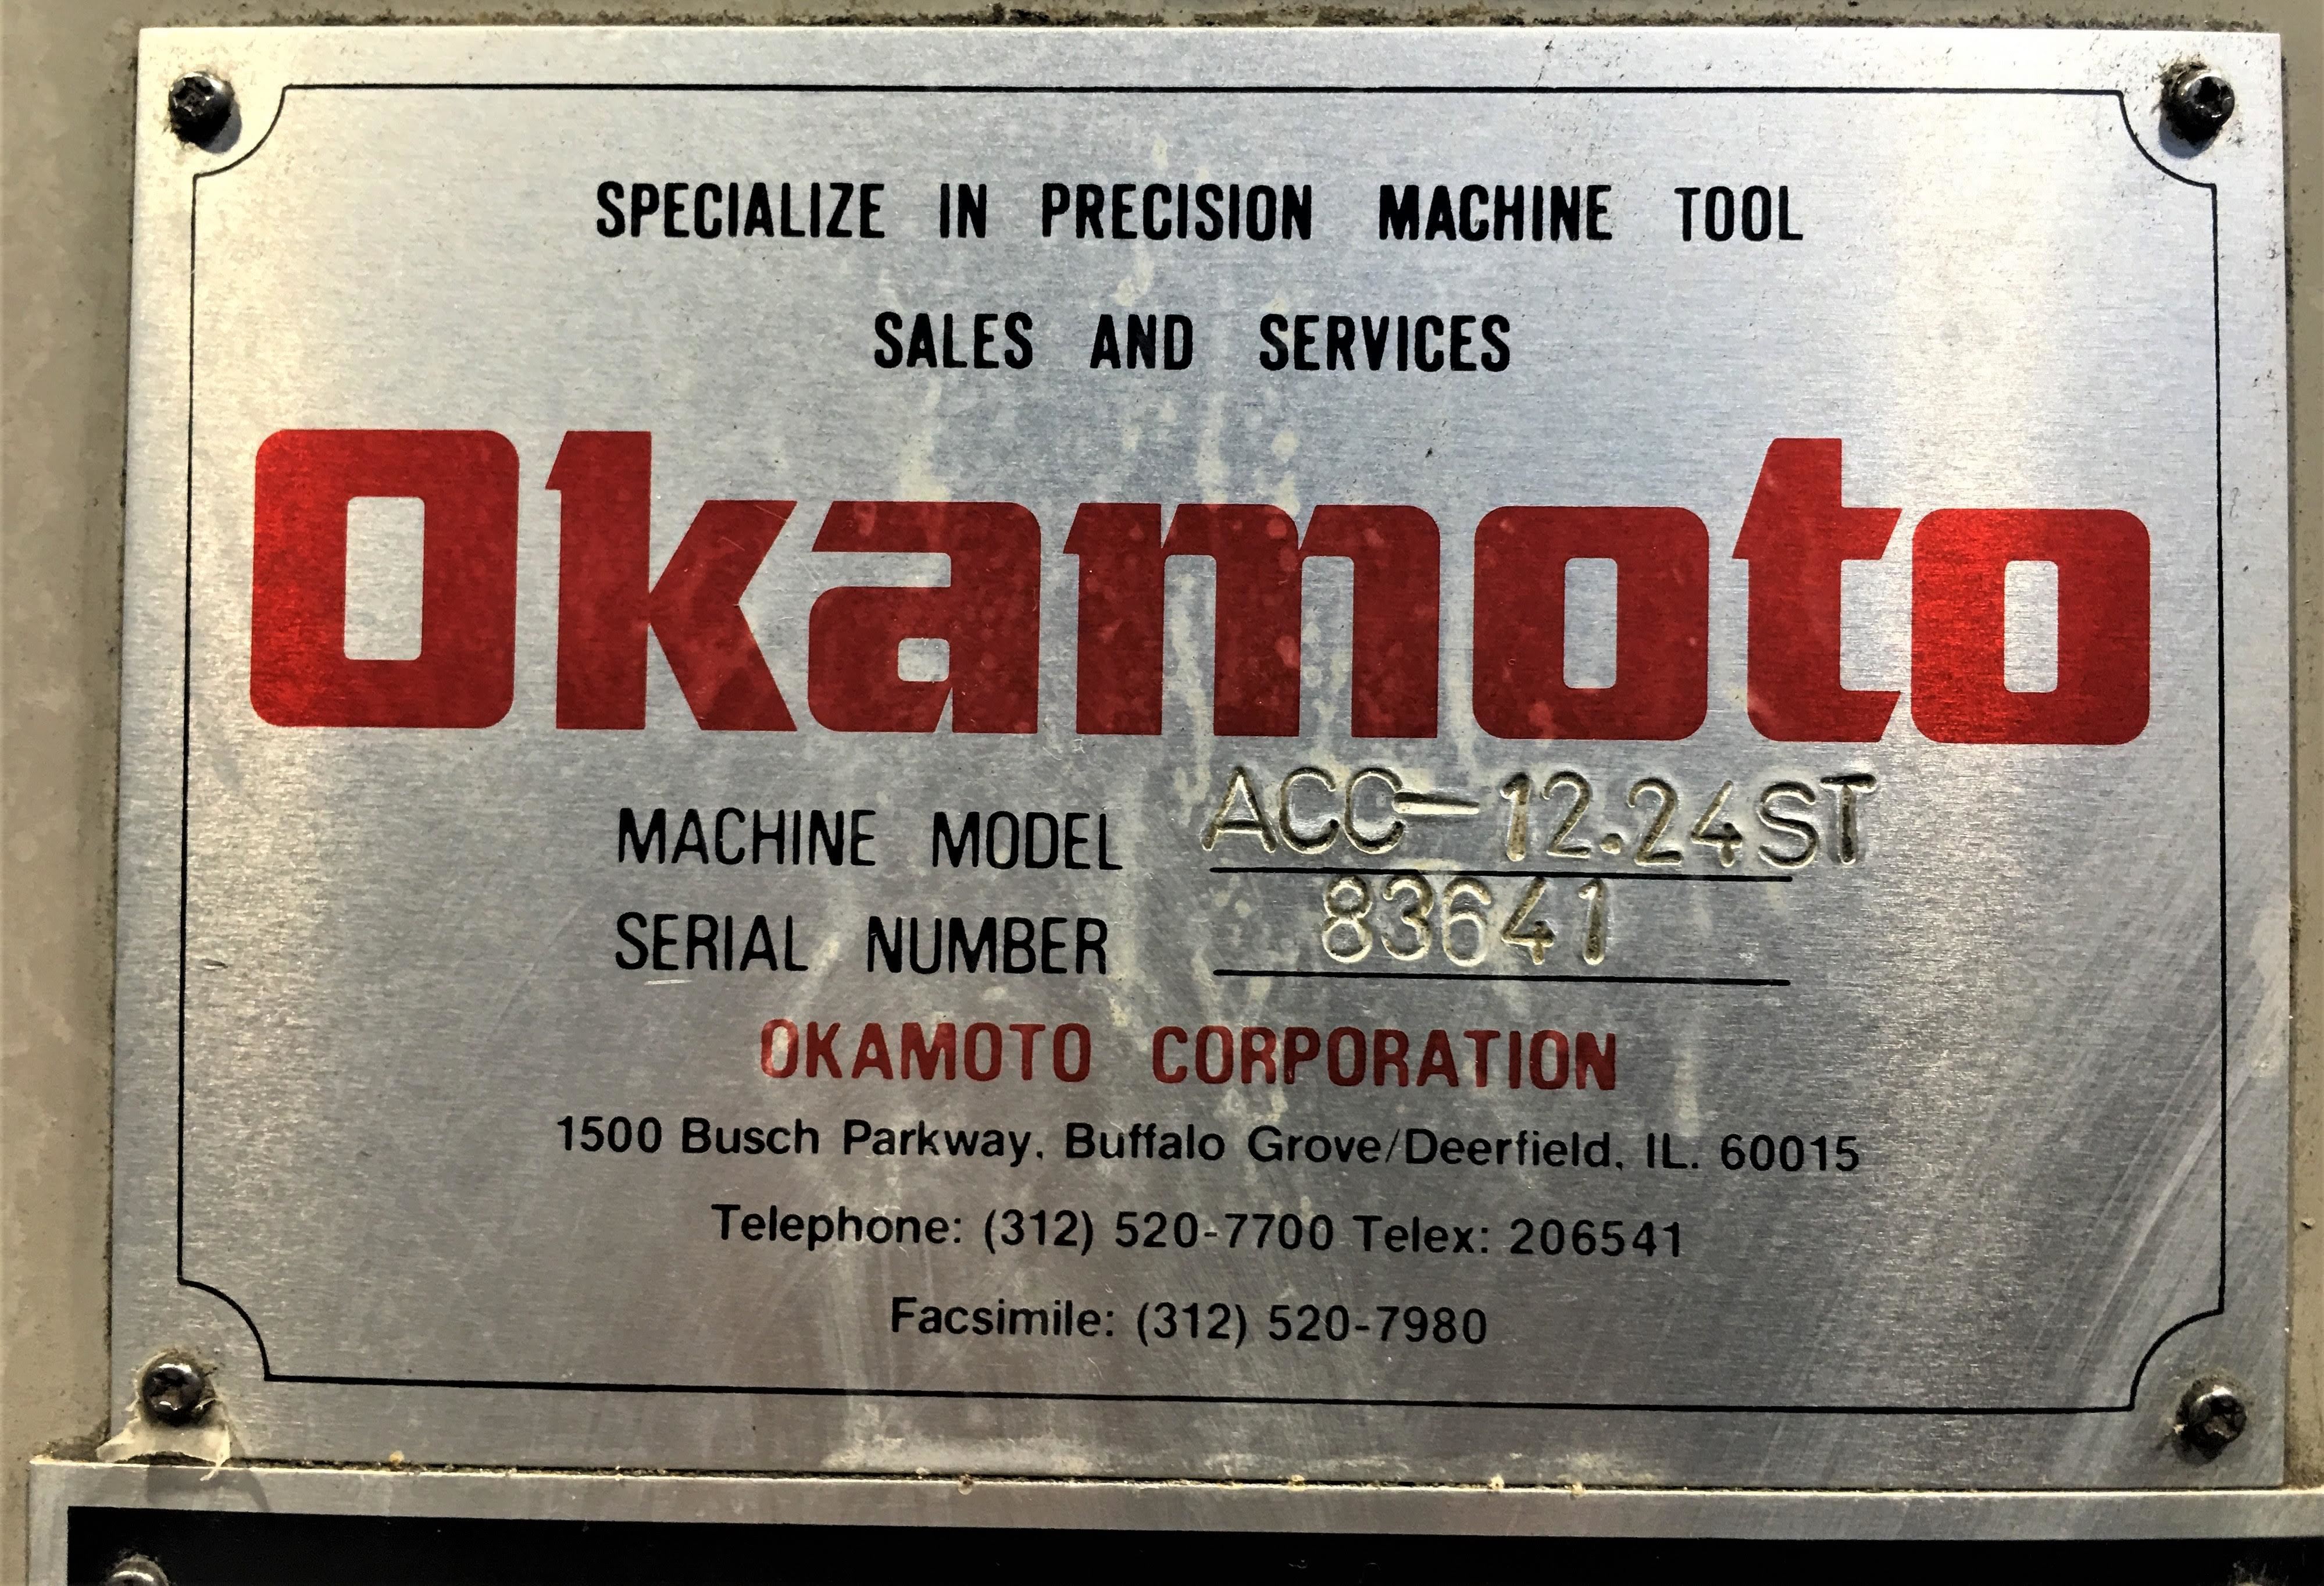 SPECIALIZE IN PRECISION MACHINE TOOL
SALES AND SERVICES
Okamoto
MACHINE MODEL ACC-12.24ST
SERIAL NUMBER 83641
OKAMOTO CORPORATION
1500 Busch Parkway, Buffalo Grove/Deerfield, IL. 60015
Telephone: (312) 520-7700 Telex: 206541
Facsimile: (312) 520-7980